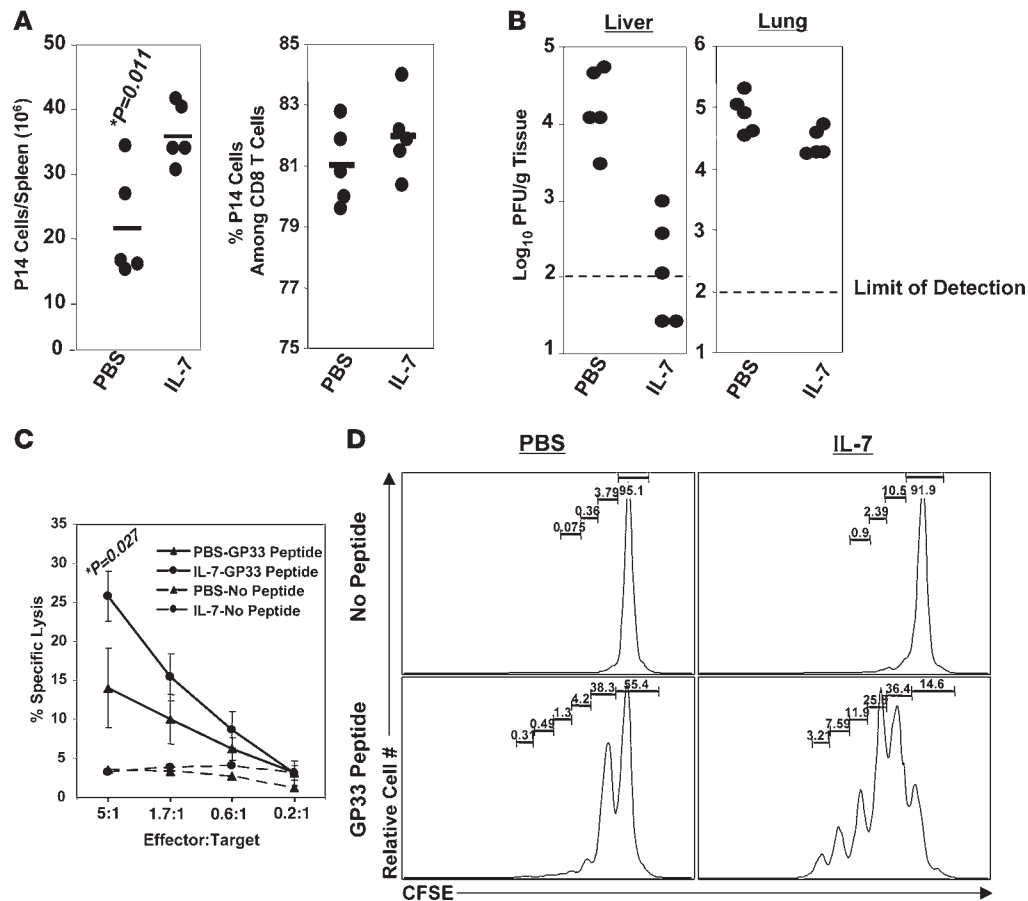 A
50
40
30
20
10
0
P14 Cells/Spleen (10⁶)
*P=0.011
PBS
IL-7
85
83
81
79
77
75
% P14 Cells
Among CD8 T Cells
PBS
IL-7
B
Liver
Lung
Log₁₀ PFU/g Tissue
5
4
3
2
1
PBS
IL-7
6
5
4
3
2
1
Limit of Detection
PBS
IL-7
C
35
30
25
20
15
10
5
0
% Specific Lysis
*P=0.027
PBS-GP33 Peptide
IL-7-GP33 Peptide
PBS-No Peptide
IL-7-No Peptide
5:1 1.7:1 0.6:1 0.2:1
Effector:Target
D
PBS
IL-7
No Peptide
0.075 0.36 3.79 95.1
0.9 2.39 10.5 91.9
GP33 Peptide
0.31 0.49 1.3 4.2 38.3 55.4
3.21 7.59 11.9 36.4 14.6
Relative Cell #
CFSE